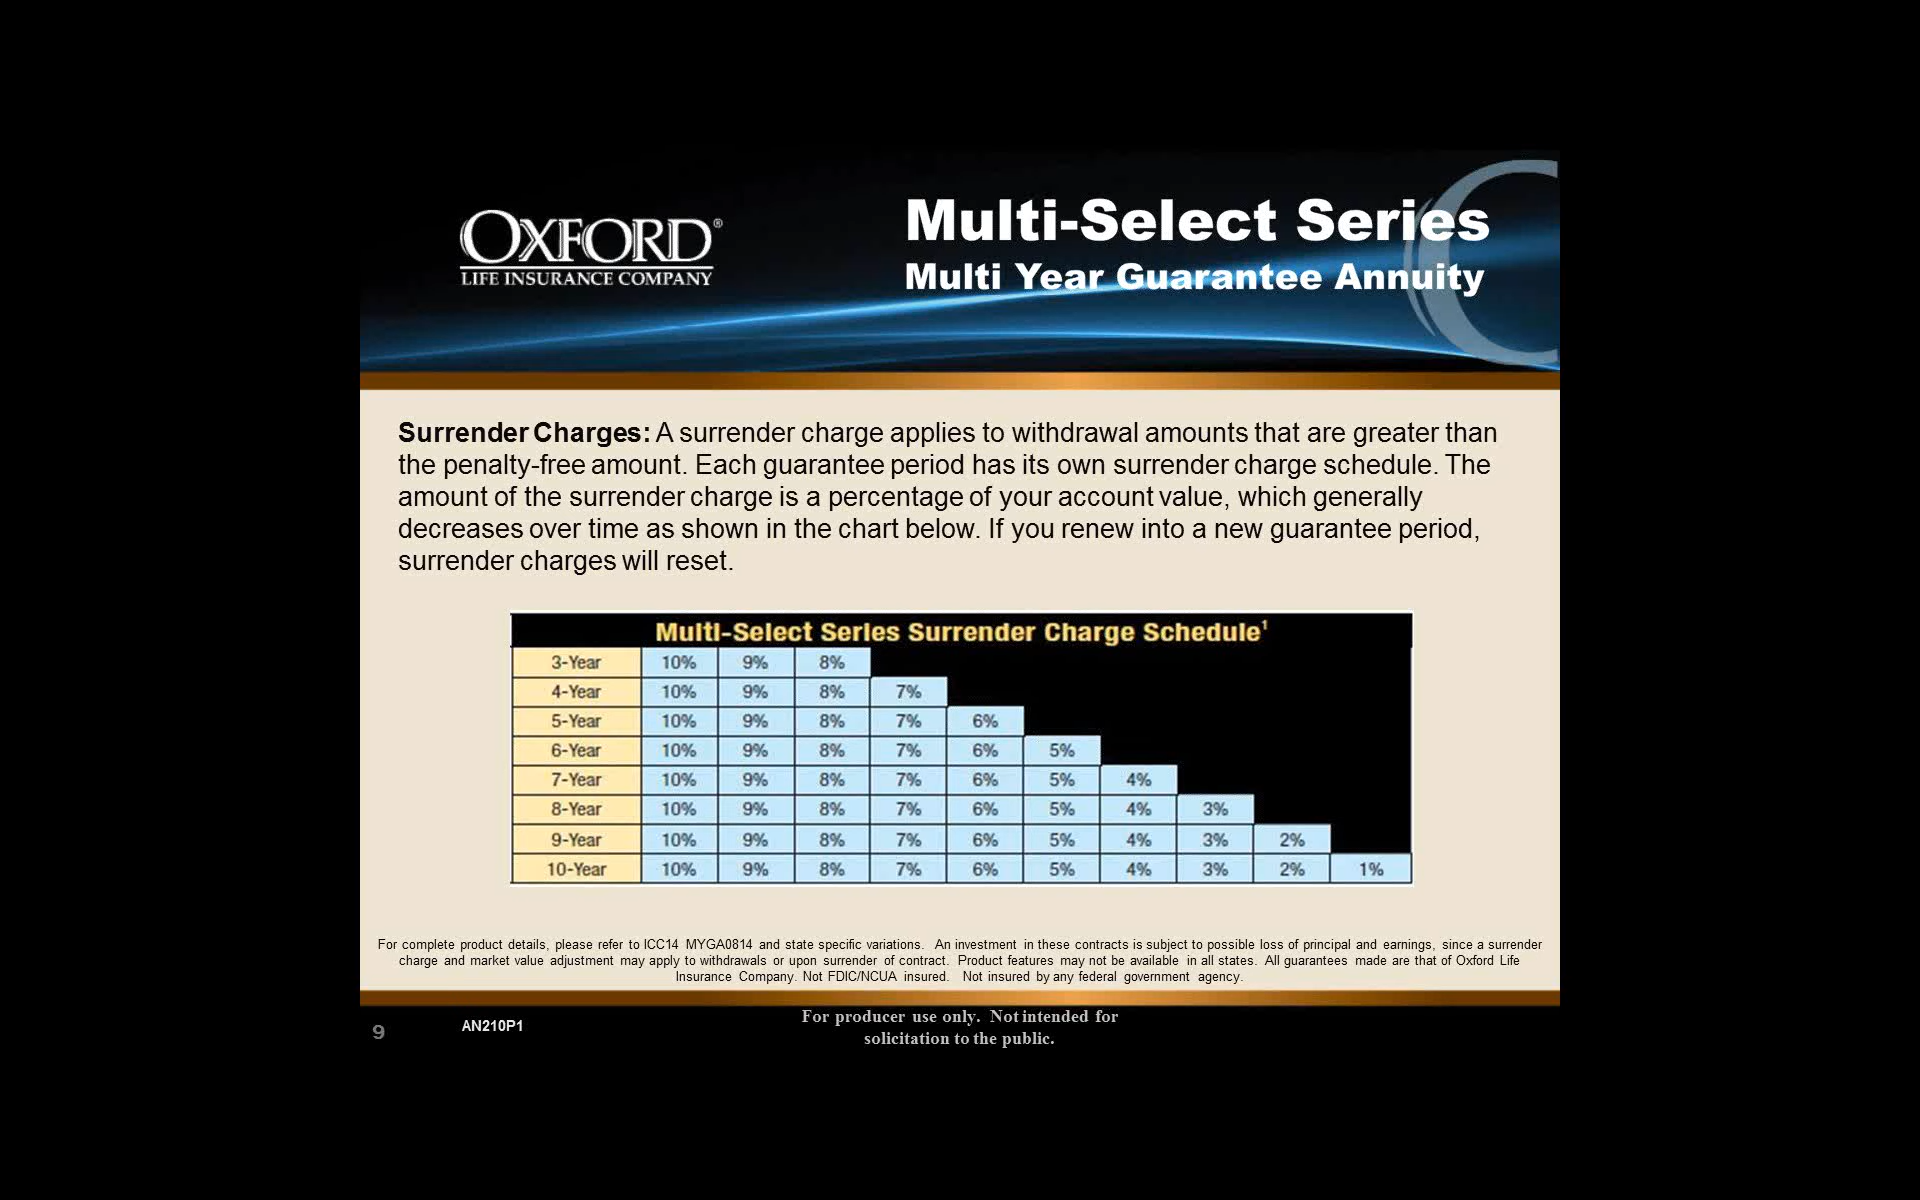 OXFORD®
LIFE INSURANCE COMPANY
Multi-Select Series
Multi Year Guarantee Annuity
Surrender Charges: A surrender charge applies to withdrawal amounts that are greater than
the penalty-free amount. Each guarantee period has its own surrender charge schedule. The
amount of the surrender charge is a percentage of your account value, which generally
decreases over time as shown in the chart below. If you renew into a new guarantee period,
surrender charges will reset.
Multi-Select Series Surrender Charge Schedule¹
3-Year 10% 9% 8%
4-Year 10% 9% 8% 7%
5-Year 10% 9% 8% 7% 6%
6-Year 10% 9% 8% 7% 6% 5%
7-Year 10% 9% 8% 7% 6% 5% 4%
8-Year 10% 9% 8% 7% 6% 5% 4% 3%
9-Year 10% 9% 8% 7% 6% 5% 4% 3% 2%
10-Year 10% 9% 8% 7% 6% 5% 4% 3% 2% 1%
For complete product details, please refer to ICC14 MYGA0814 and state specific variations. An investment in these contracts is subject to possible loss of principal and earnings, since a surrender
charge and market value adjustment may apply to withdrawals or upon surrender of contract. Product features may not be available in all states. All guarantees made are that of Oxford Life
Insurance Company. Not FDIC/NCUA insured. Not insured by any federal government agency.
9
AN210P1
For producer use only. Not intended for
solicitation to the public.